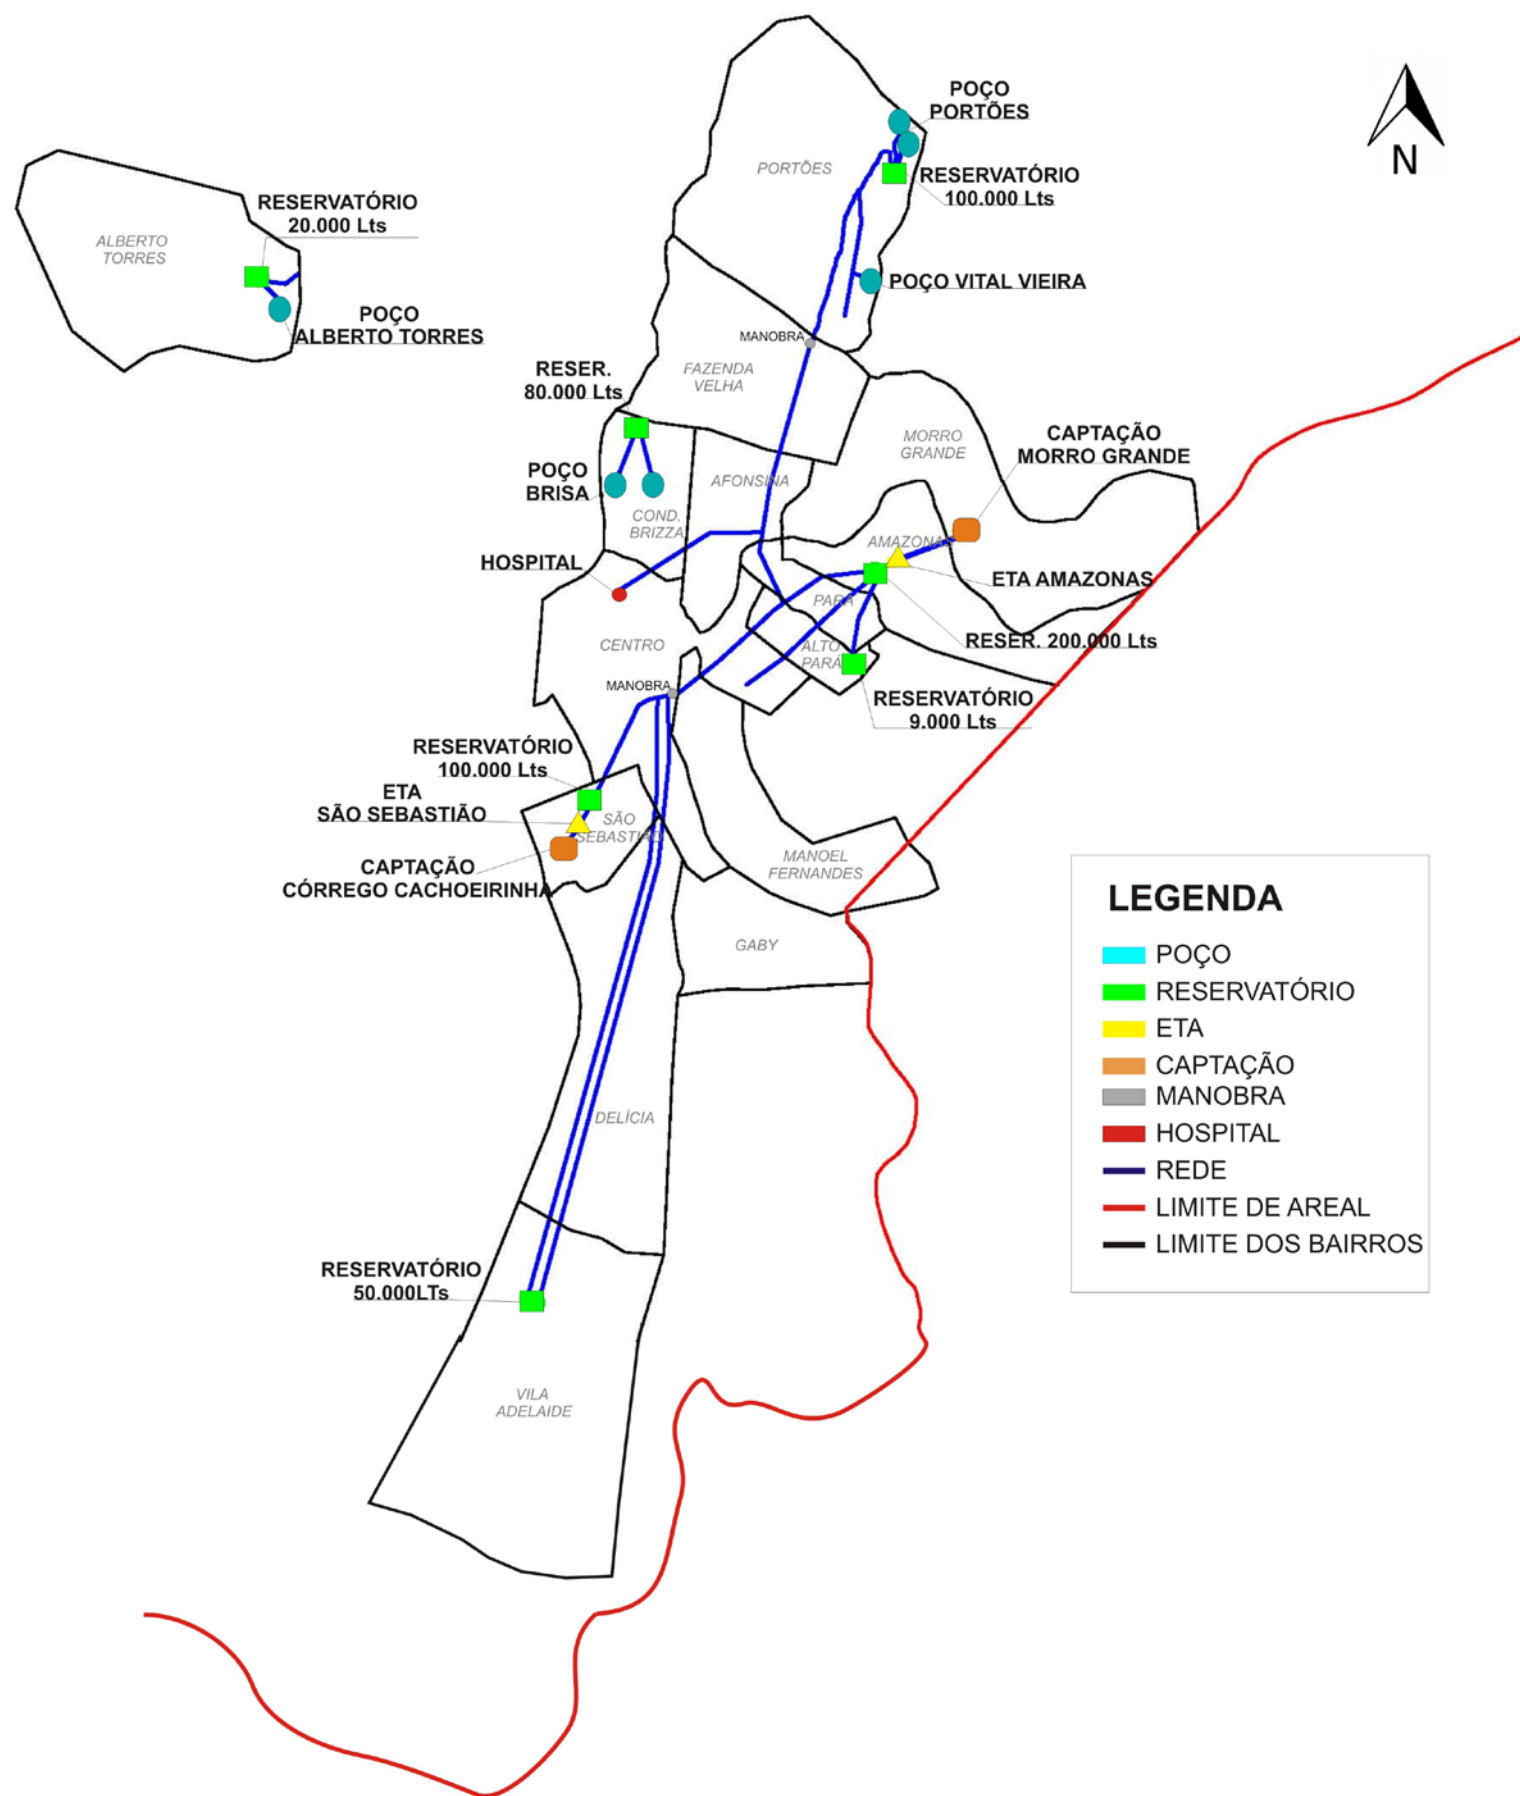 POÇO
PORTÕES
N
PORTÕES
RESERVATÓRIO
100.000 Lts
RESERVATÓRIO
20.000 Lts
ALBERTO
TORRES
POÇO VITAL VIEIRA
POÇO
ALBERTO TORRES
MANOBRA
RESER.
80.000 Lts
FAZENDA
VELHA
MORRO
GRANDE
CAPTAÇÃO
MORRO GRANDE
POÇO
BRISA
AFONSINA
COND.
BRIZZA
AMAZONAS
HOSPITAL
ETA AMAZONAS
PARÁ
CENTRO
ALTO
PARÁ
RESER. 200.000 Lts
MANOBRA
RESERVATÓRIO
9.000 Lts
RESERVATÓRIO
100.000 Lts
ETA
SÃO SEBASTIÃO
SÃO
SEBASTIÃO
CAPTAÇÃO
CÓRREGO CACHOEIRINHA
MANOEL
FERNANDES
GABY
LEGENDA
POÇO
RESERVATÓRIO
ETA
CAPTAÇÃO
MANOBRA
HOSPITAL
REDE
LIMITE DE AREAL
LIMITE DOS BAIRROS
DELÍCIA
RESERVATÓRIO
50.000LTs
VILA
ADELAIDE